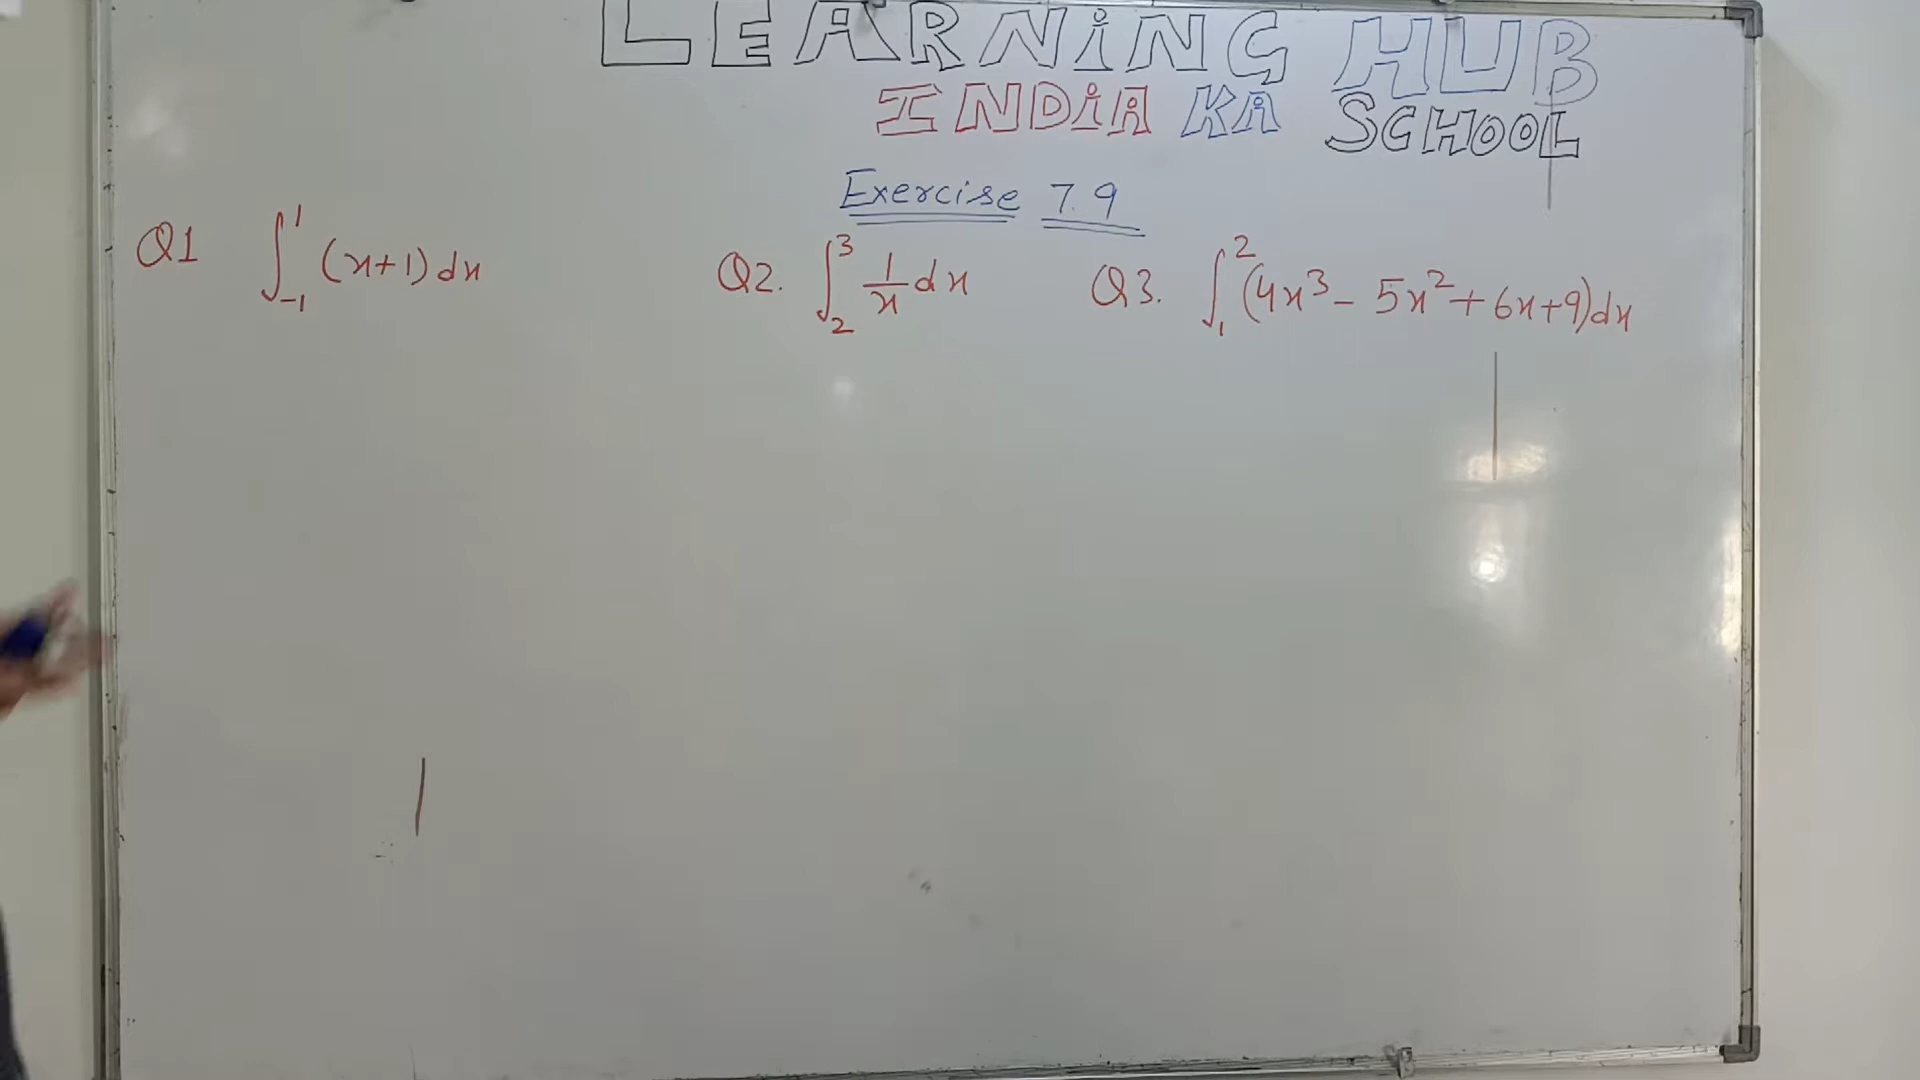 LEARNING HUB
INDIA KA SCHOOL
Exercise 7.9
Q1 ∫₋₁¹ (x+1) dx
Q2. ∫₂³ 1/x dx
Q3. ∫₁² (4x³ - 5x² + 6x + 9) dx